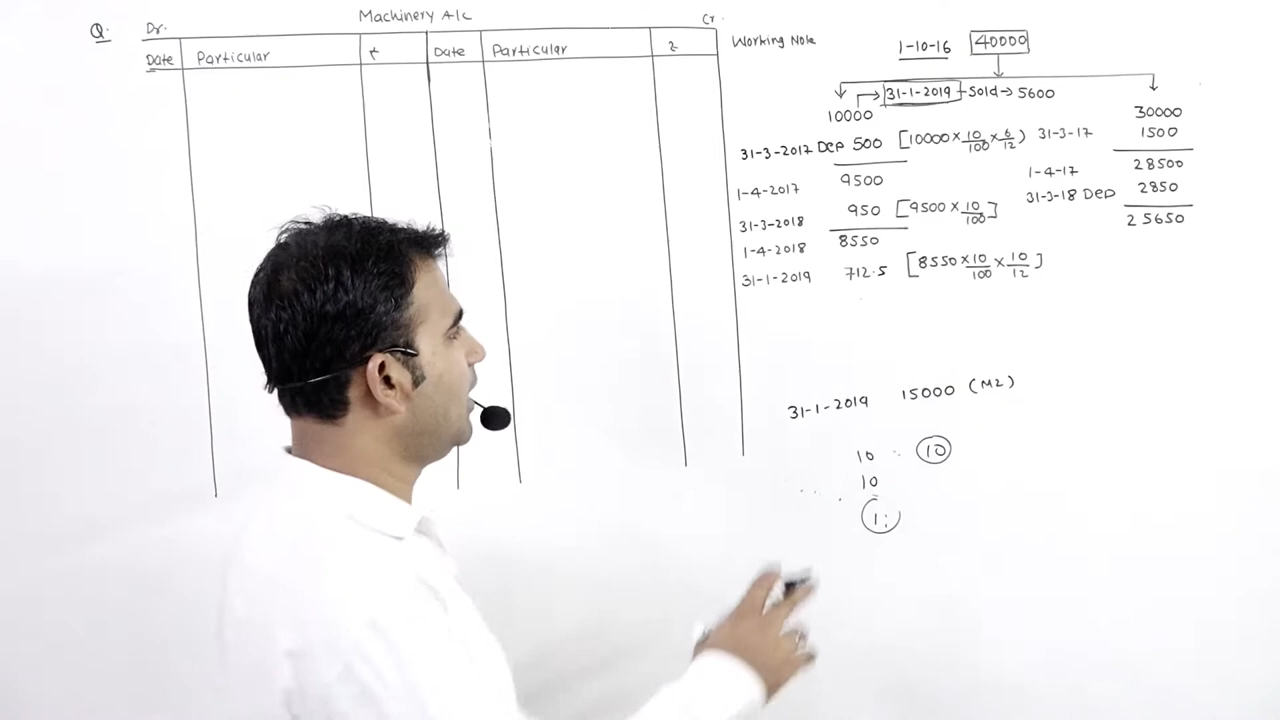 Q. Dr. Machinery A/c Cr.
Date Particular ₹ Date Particular ₹
Working Note
1-10-16 40000
31-1-2019 - Sold → 5600
10000 30000
31-3-2017 Dep 500 [10000 × 10/100 × 6/12) 31-3-17 1500
1-4-2017 9500 1-4-17 28500
31-3-2018 950 [9500 × 10/100] 31-3-18 Dep 2850
1-4-2018 8550 25650
31-1-2019 712.5 [8550 × 10/100 × 10/12]
31-1-2019 15000 (M2)
10 10
10